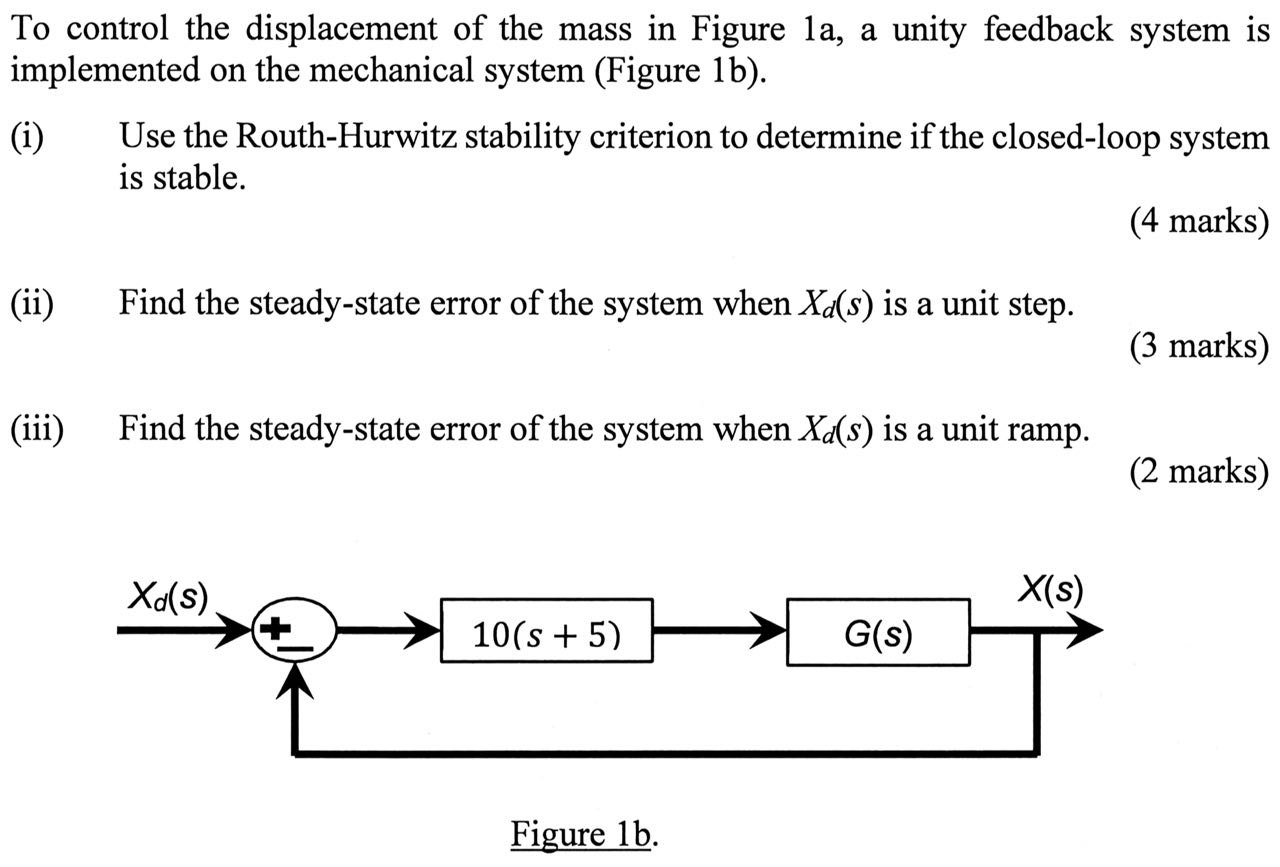 To control the displacement of the mass in Figure 1a, a unity feedback system is
implemented on the mechanical system (Figure 1b).
(i) Use the Routh-Hurwitz stability criterion to determine if the closed-loop system
is stable.
(4 marks)
(ii) Find the steady-state error of the system when Xd(s) is a unit step.
(3 marks)
(iii) Find the steady-state error of the system when Xd(s) is a unit ramp.
(2 marks)
Xd(s)
+
−
10(s + 5)
G(s)
X(s)
Figure 1b.